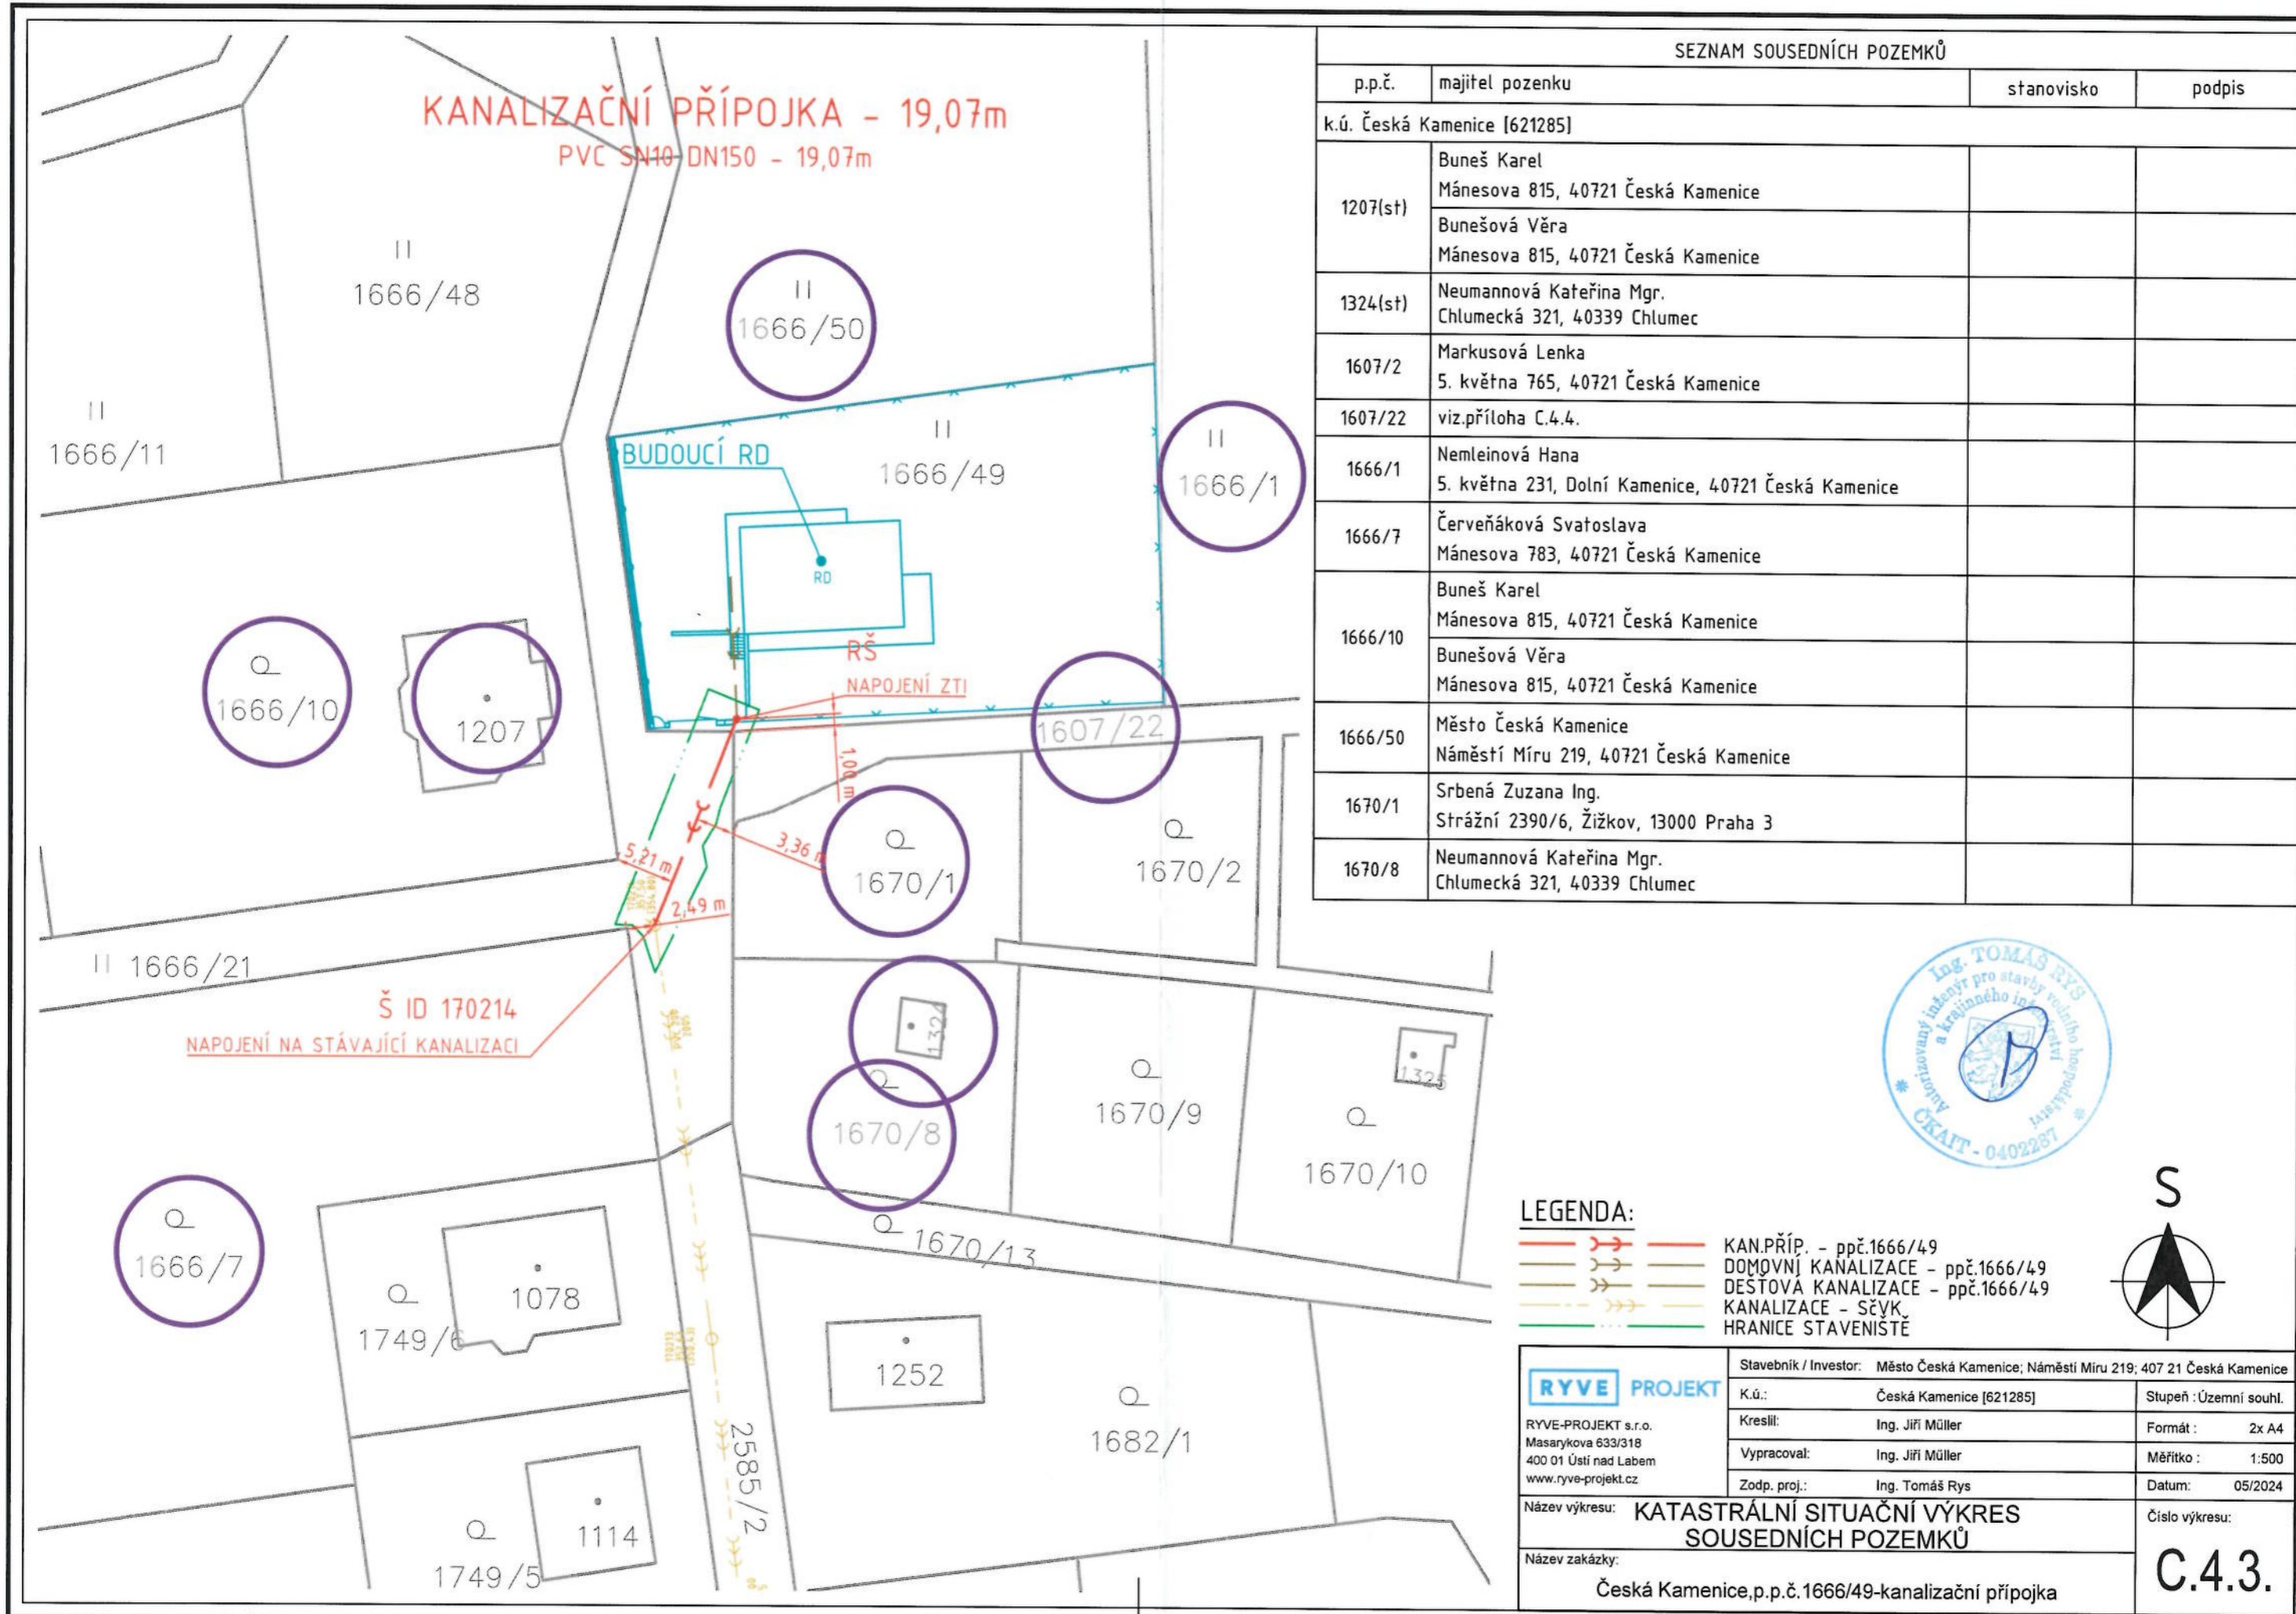 KANALIZAČNÍ PŘÍPOJKA - 19,07m
PVC SN10 DN150 - 19,07m
1666/48
1666/50
1666/11
BUDOUCÍ RD
1666/49
1666/1
RD
RŠ
NAPOJENÍ ZTI
1666/10
1207
1607/22
1,00 m
5,21 m
3,36 m
1670/1
1670/2
2,49 m
1666/21
Š ID 170214
NAPOJENÍ NA STÁVAJÍCÍ KANALIZACI
1324
1325
1670/8
1670/9
1670/10
1666/7
1670/13
1078
1749/6
1252
1682/1
2585/2
1114
1749/5
SEZNAM SOUSEDNÍCH POZEMKŮ
p.p.č. majitel pozenku stanovisko podpis
k.ú. Česká Kamenice [621285]
1207(st) Buneš Karel
Mánesova 815, 40721 Česká Kamenice
Bunešová Věra
Mánesova 815, 40721 Česká Kamenice
1324(st) Neumannová Kateřina Mgr.
Chlumecká 321, 40339 Chlumec
1607/2 Markusová Lenka
5. května 765, 40721 Česká Kamenice
1607/22 viz.příloha C.4.4.
1666/1 Nemleinová Hana
5. května 231, Dolní Kamenice, 40721 Česká Kamenice
1666/7 Červeňáková Svatoslava
Mánesova 783, 40721 Česká Kamenice
1666/10 Buneš Karel
Mánesova 815, 40721 Česká Kamenice
Bunešová Věra
Mánesova 815, 40721 Česká Kamenice
1666/50 Město Česká Kamenice
Náměstí Míru 219, 40721 Česká Kamenice
1670/1 Srbená Zuzana Ing.
Strážní 2390/6, Žižkov, 13000 Praha 3
1670/8 Neumannová Kateřina Mgr.
Chlumecká 321, 40339 Chlumec
Ing. TOMÁŠ RYS
Autorizovaný inženýr pro stavby vodního hospodářství
a krajinného inženýrství
ČKAIT - 0402287
S
LEGENDA:
KAN.PŘÍP. - ppč.1666/49
DOMOVNÍ KANALIZACE - ppč.1666/49
DEŠTOVÁ KANALIZACE - ppč.1666/49
KANALIZACE - SčVK
HRANICE STAVENIŠTĚ
RYVE PROJEKT
RYVE-PROJEKT s.r.o.
Masarykova 633/318
400 01 Ústí nad Labem
www.ryve-projekt.cz
Stavebník / Investor: Město Česká Kamenice; Náměstí Míru 219; 407 21 Česká Kamenice
K.ú.: Česká Kamenice [621285] Stupeň : Územní souhl.
Kreslil: Ing. Jiří Müller Formát : 2x A4
Vypracoval: Ing. Jiří Müller Měřítko : 1:500
Zodp. proj.: Ing. Tomáš Rys Datum: 05/2024
Název výkresu: KATASTRÁLNÍ SITUAČNÍ VÝKRES
SOUSEDNÍCH POZEMKŮ
Číslo výkresu:
C.4.3.
Název zakázky:
Česká Kamenice,p.p.č.1666/49-kanalizační přípojka